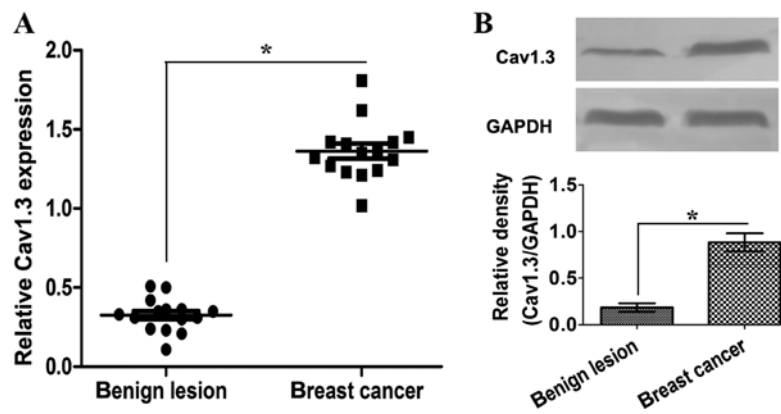 A
Relative Cav1.3 expression
2.0
1.5
1.0
0.5
0.0
*
Benign lesion
Breast cancer
B
Cav1.3
GAPDH
Relative density
(Cav1.3/GAPDH)
1.5
1.0
0.5
0.0
*
Benign lesion
Breast cancer